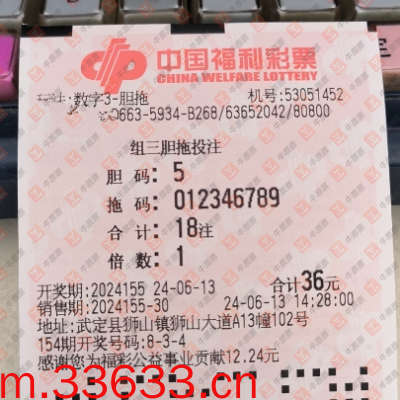 中国福利彩票
CHINA WELFARE LOTTERY
数字3-胆拖 机号:53051452
0663-5934-B268/63652042/80800
组三胆拖投注
胆 码: 5
拖 码: 012346789
合 计: 18注
倍 数: 1
开奖期:2024155 24-06-13 合计36元
销售期:2024155-30 24-06-13 14:28:00
地址:武定县狮山镇狮山大道A13幢102号
154期开奖号码:8-3-4
感谢您为福彩公益事业贡献12.24元
m.33633.cn